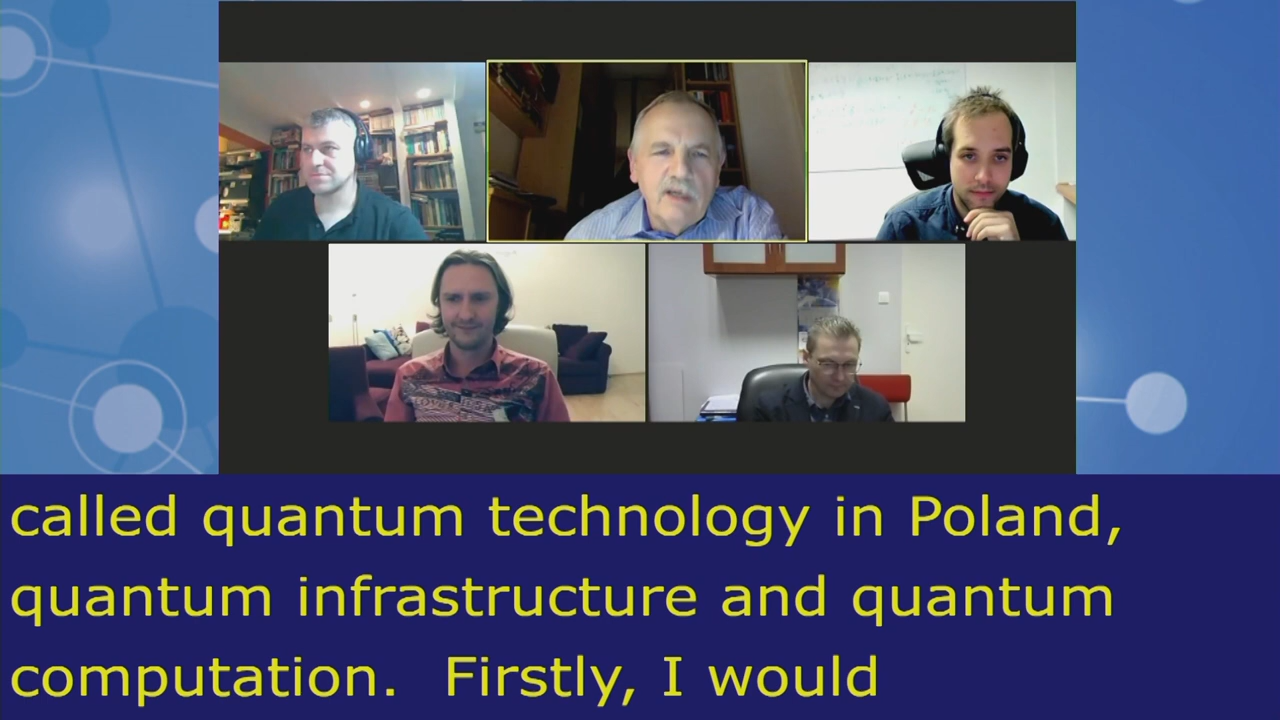 called quantum technology in Poland,
quantum infrastructure and quantum
computation.  Firstly, I would